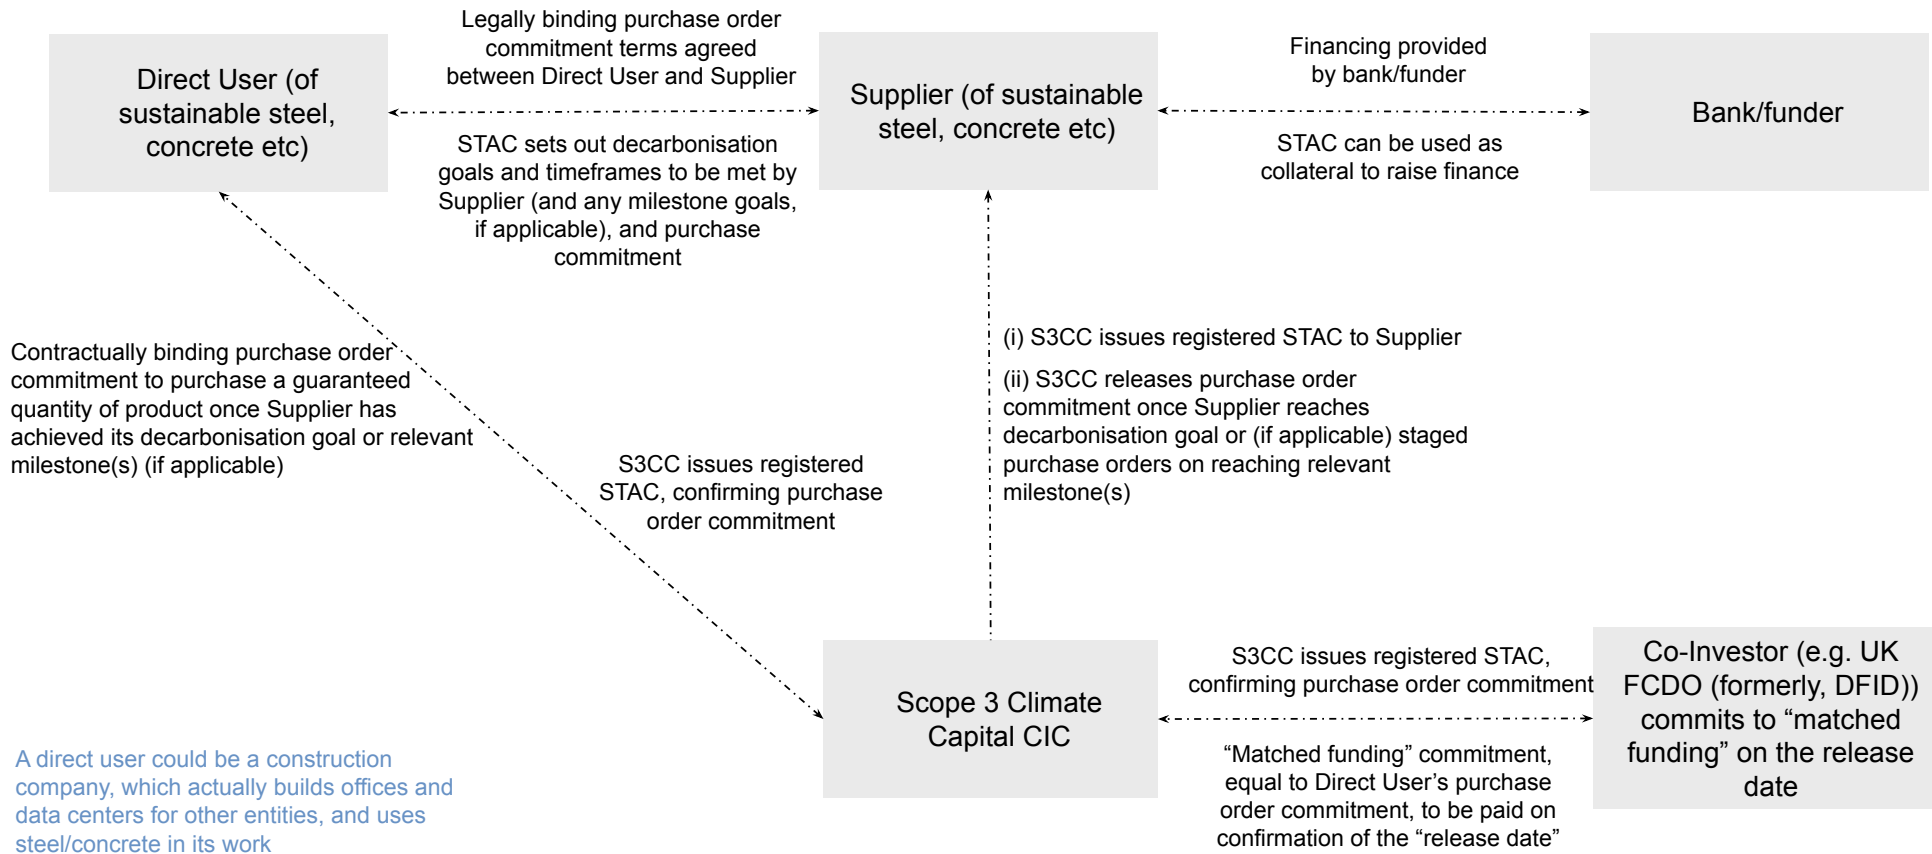 Direct User (of
sustainable steel,
concrete etc)
Legally binding purchase order
commitment terms agreed
between Direct User and Supplier
STAC sets out decarbonisation
goals and timeframes to be met by
Supplier (and any milestone goals,
if applicable), and purchase
commitment
Supplier (of sustainable
steel, concrete etc)
Financing provided
by bank/funder
STAC can be used as
collateral to raise finance
Bank/funder
Contractually binding purchase order
commitment to purchase a guaranteed
quantity of product once Supplier has
achieved its decarbonisation goal or relevant
milestone(s) (if applicable)
S3CC issues registered
STAC, confirming purchase
order commitment
(i) S3CC issues registered STAC to Supplier
(ii) S3CC releases purchase order
commitment once Supplier reaches
decarbonisation goal or (if applicable) staged
purchase orders on reaching relevant
milestone(s)
Scope 3 Climate
Capital CIC
S3CC issues registered STAC,
confirming purchase order commitment
“Matched funding” commitment,
equal to Direct User’s purchase
order commitment, to be paid on
confirmation of the “release date”
Co-Investor (e.g. UK
FCDO (formerly, DFID))
commits to “matched
funding” on the release
date
A direct user could be a construction
company, which actually builds offices and
data centers for other entities, and uses
steel/concrete in its work